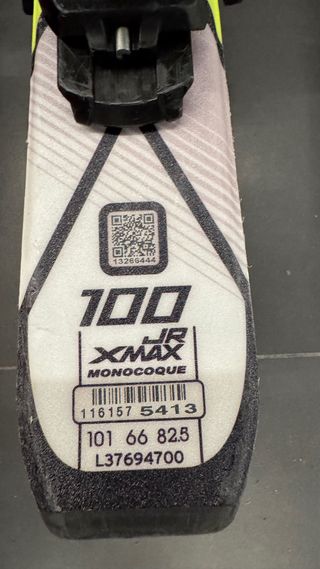 13266444
100
JR
XMAX
MONOCOQUE
116157 5413
101 66 82.5
L37694700